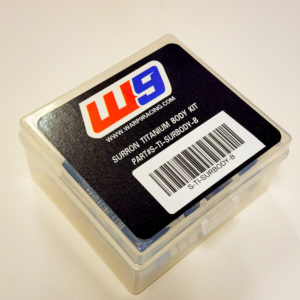 W9
WWW.WARP9RACING.COM
SURRON TITANIUM BODY KIT
PART#S-TI-SURBODY-B
S-TI-SURBODY-B